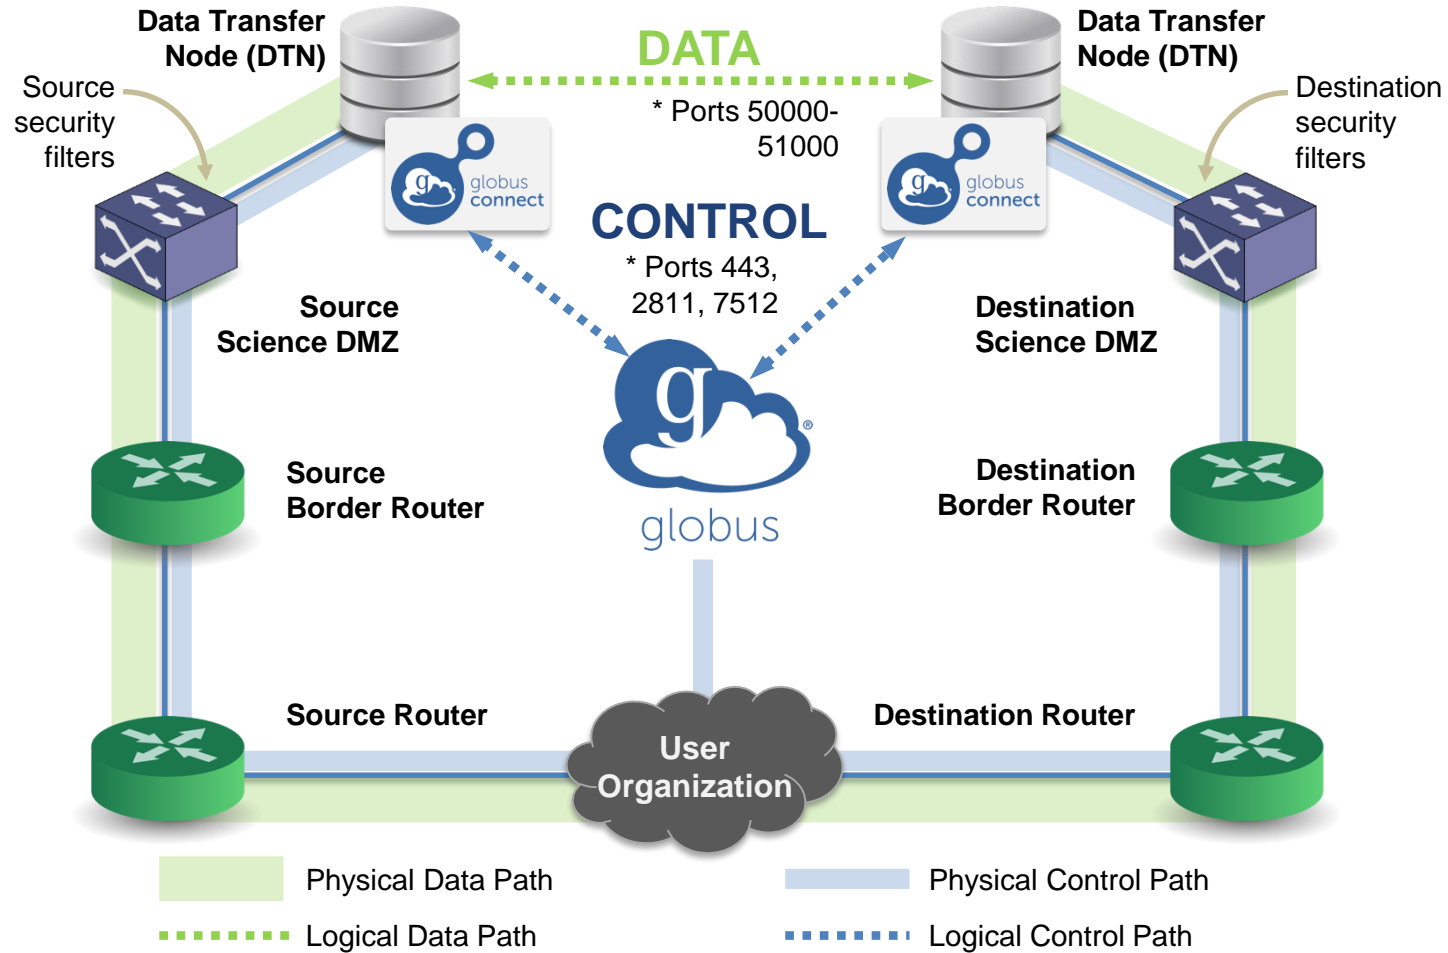 Data Transfer
Node (DTN)
DATA
Data Transfer
Node (DTN)
Source
security
filters
* Ports 50000-
51000
Destination
security
filters
g
globus
connect
g
globus
connect
CONTROL
* Ports 443,
2811, 7512
Source
Science DMZ
Destination
Science DMZ
g
®
globus
Source
Border Router
Destination
Border Router
Source Router
Destination Router
User
Organization
Physical Data Path
Physical Control Path
Logical Data Path
Logical Control Path